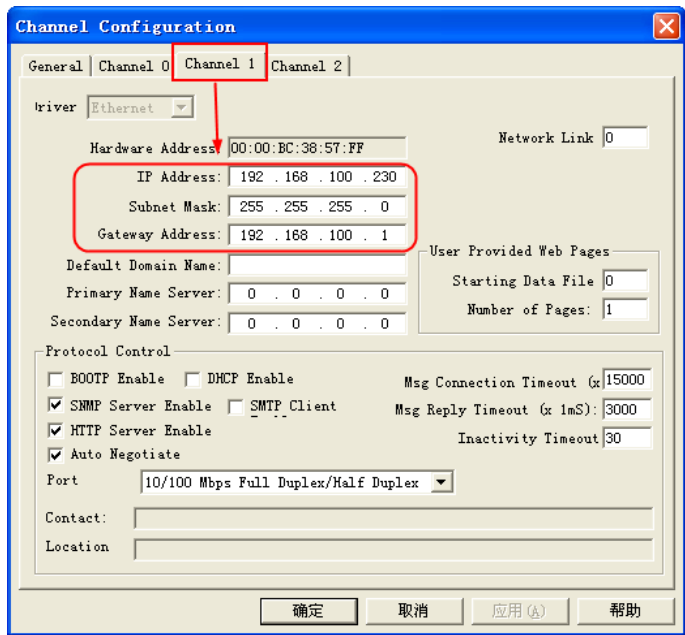 Channel Configuration
General Channel 0 Channel 1 Channel 2
river Ethernet
Hardware Address: 00:00:BC:38:57:FF
Network Link 0
IP Address: 192 . 168 . 100 . 230
Subnet Mask: 255 . 255 . 255 . 0
Gateway Address: 192 . 168 . 100 . 1
User Provided Web Pages
Default Domain Name:
Starting Data File 0
Primary Name Server: 0 . 0 . 0 . 0
Number of Pages: 1
Secondary Name Server: 0 . 0 . 0 . 0
Protocol Control
BOOTP Enable DHCP Enable
Msg Connection Timeout (x 15000
SNMP Server Enable SMTP Client
Msg Reply Timeout (x 1mS): 3000
HTTP Server Enable
Inactivity Timeout 30
Auto Negotiate
Port 10/100 Mbps Full Duplex/Half Duplex
Contact:
Location
确定 取消 应用(A) 帮助